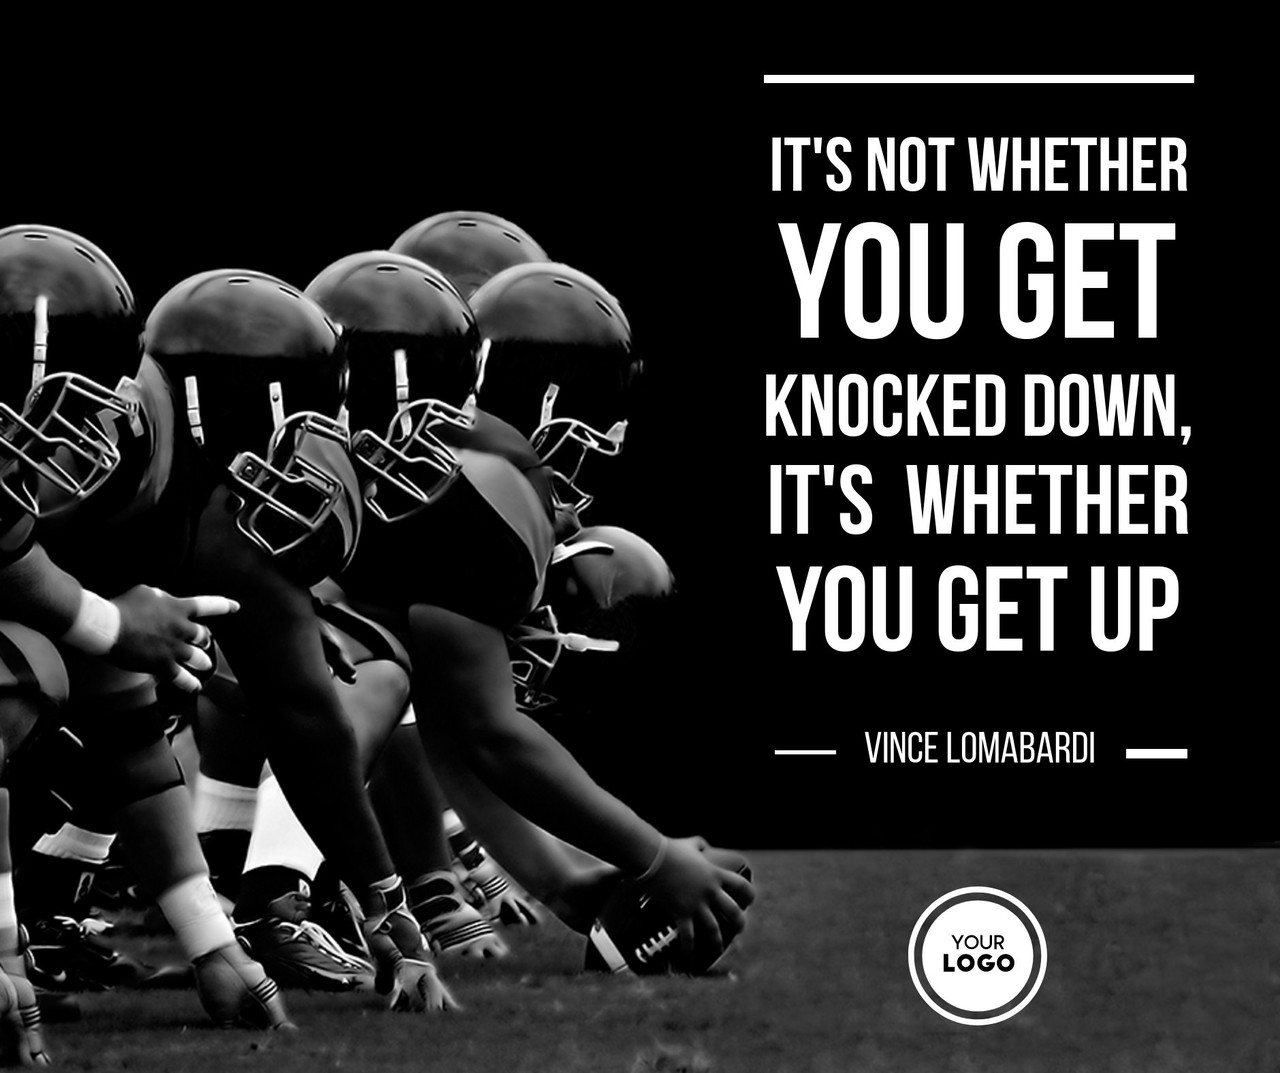 IT'S NOT WHETHER
YOU GET
KNOCKED DOWN,
IT'S WHETHER
YOU GET UP
VINCE LOMABARDI
YOUR
LOGO